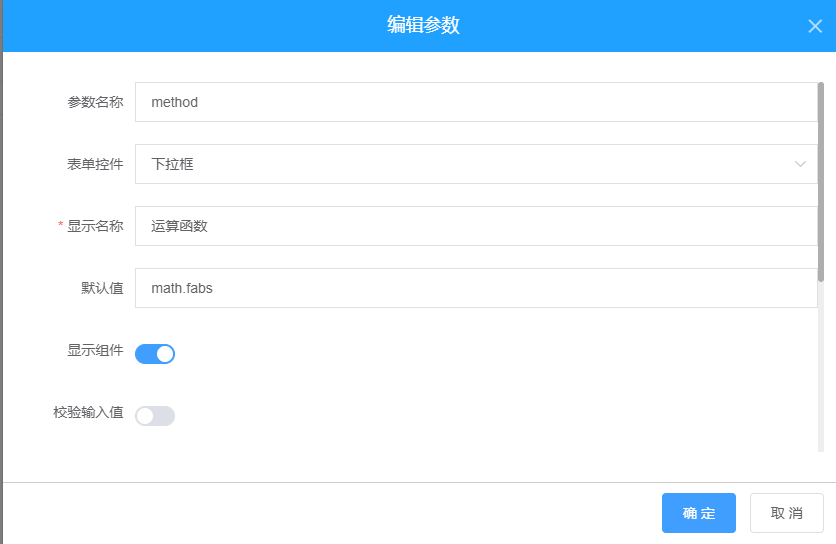 编辑参数
参数名称 method
表单控件 下拉框
* 显示名称 运算函数
默认值 math.fabs
显示组件
校验输入值
确 定 取 消